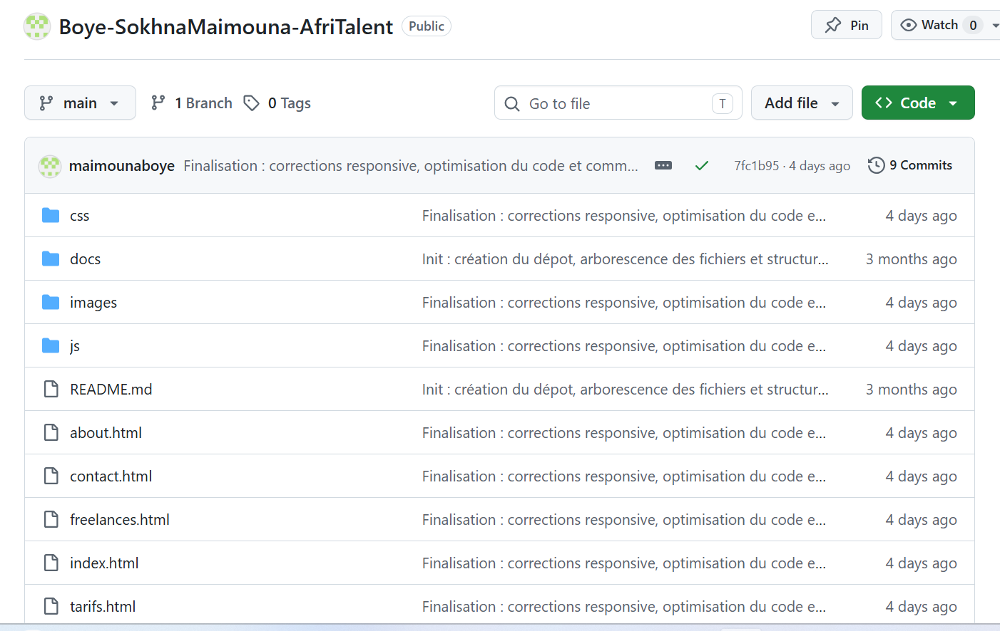 Boye-SokhnaMaimouna-AfriTalent Public Pin Watch 0
main 1 Branch 0 Tags Go to file T Add file Code
maimounaboye Finalisation : corrections responsive, optimisation du code et comm... 7fc1b95 · 4 days ago 9 Commits
css Finalisation : corrections responsive, optimisation du code e... 4 days ago
docs Init : création du dépot, arborescence des fichiers et structur... 3 months ago
images Finalisation : corrections responsive, optimisation du code e... 4 days ago
js Finalisation : corrections responsive, optimisation du code e... 4 days ago
README.md Init : création du dépot, arborescence des fichiers et structur... 3 months ago
about.html Finalisation : corrections responsive, optimisation du code e... 4 days ago
contact.html Finalisation : corrections responsive, optimisation du code e... 4 days ago
freelances.html Finalisation : corrections responsive, optimisation du code e... 4 days ago
index.html Finalisation : corrections responsive, optimisation du code e... 4 days ago
tarifs.html Finalisation : corrections responsive, optimisation du code e... 4 days ago